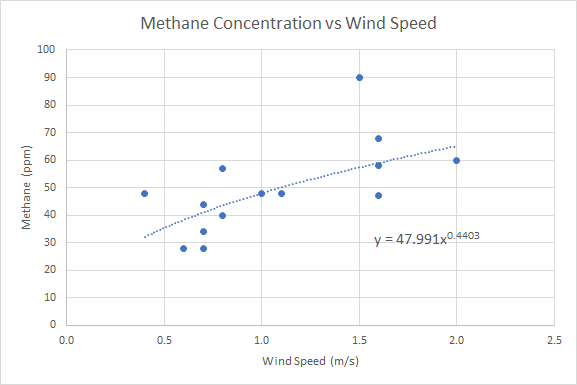 Methane Concentration vs Wind Speed
100
90
80
70
60
50
40
30
20
10
0
Methane (ppm)
y = 47.991x^0.4403
0.0 0.5 1.0 1.5 2.0 2.5
Wind Speed (m/s)